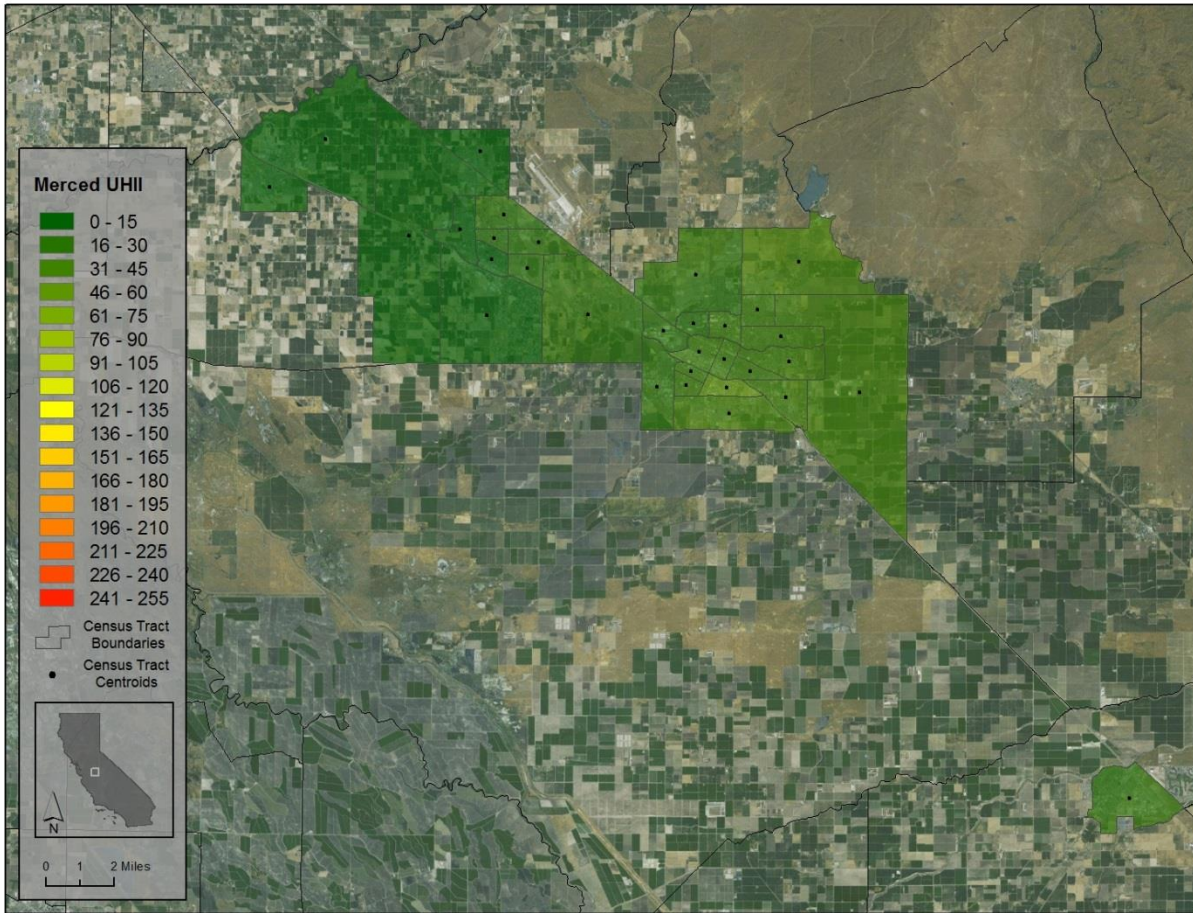 Merced UHII
0 - 15
16 - 30
31 - 45
46 - 60
61 - 75
76 - 90
91 - 105
106 - 120
121 - 135
136 - 150
151 - 165
166 - 180
181 - 195
196 - 210
211 - 225
226 - 240
241 - 255
Census Tract
Boundaries
Census Tract
Centroids
N
0 1 2 Miles